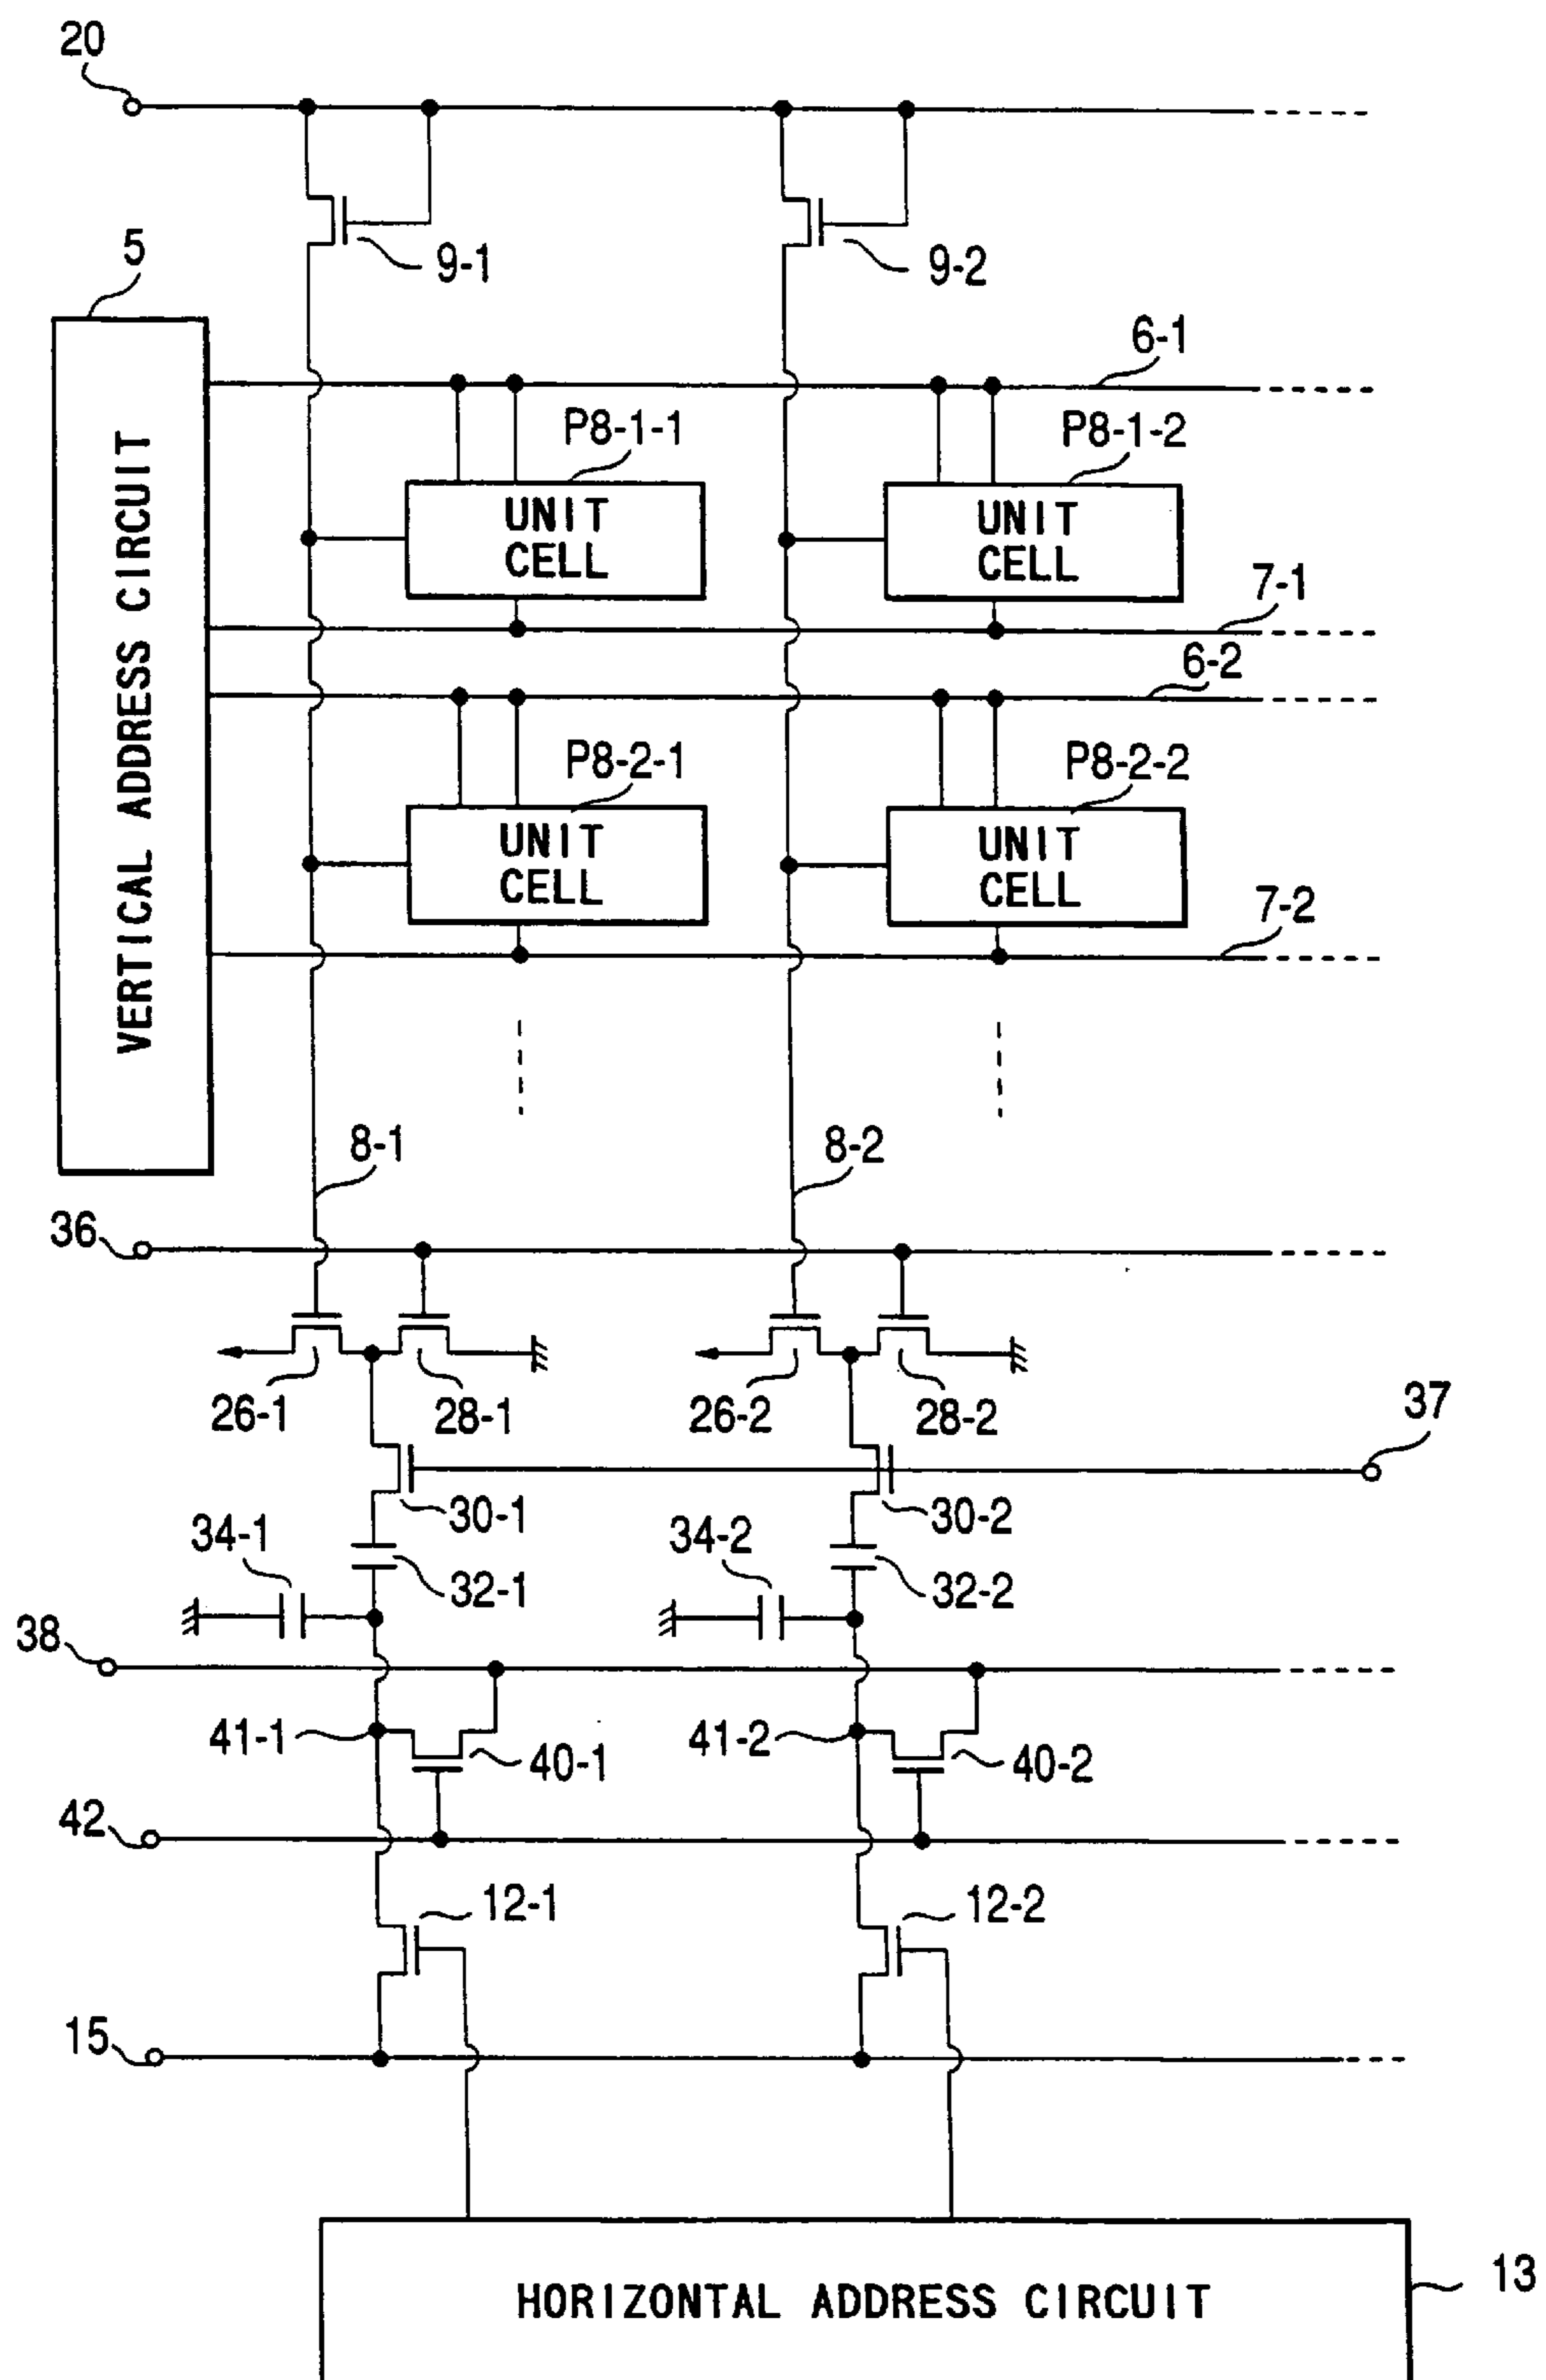 20
9-1
9-2
5
VERTICAL ADDRESS CIRCUIT
6-1
P8-1-1
P8-1-2
UNIT
CELL
UNIT
CELL
7-1
6-2
P8-2-1
P8-2-2
UNIT
CELL
UNIT
CELL
7-2
8-1
8-2
36
26-1
28-1
26-2
28-2
37
30-1
30-2
34-1
34-2
32-1
32-2
38
41-1
40-1
41-2
40-2
42
12-1
12-2
15
HORIZONTAL ADDRESS CIRCUIT
13